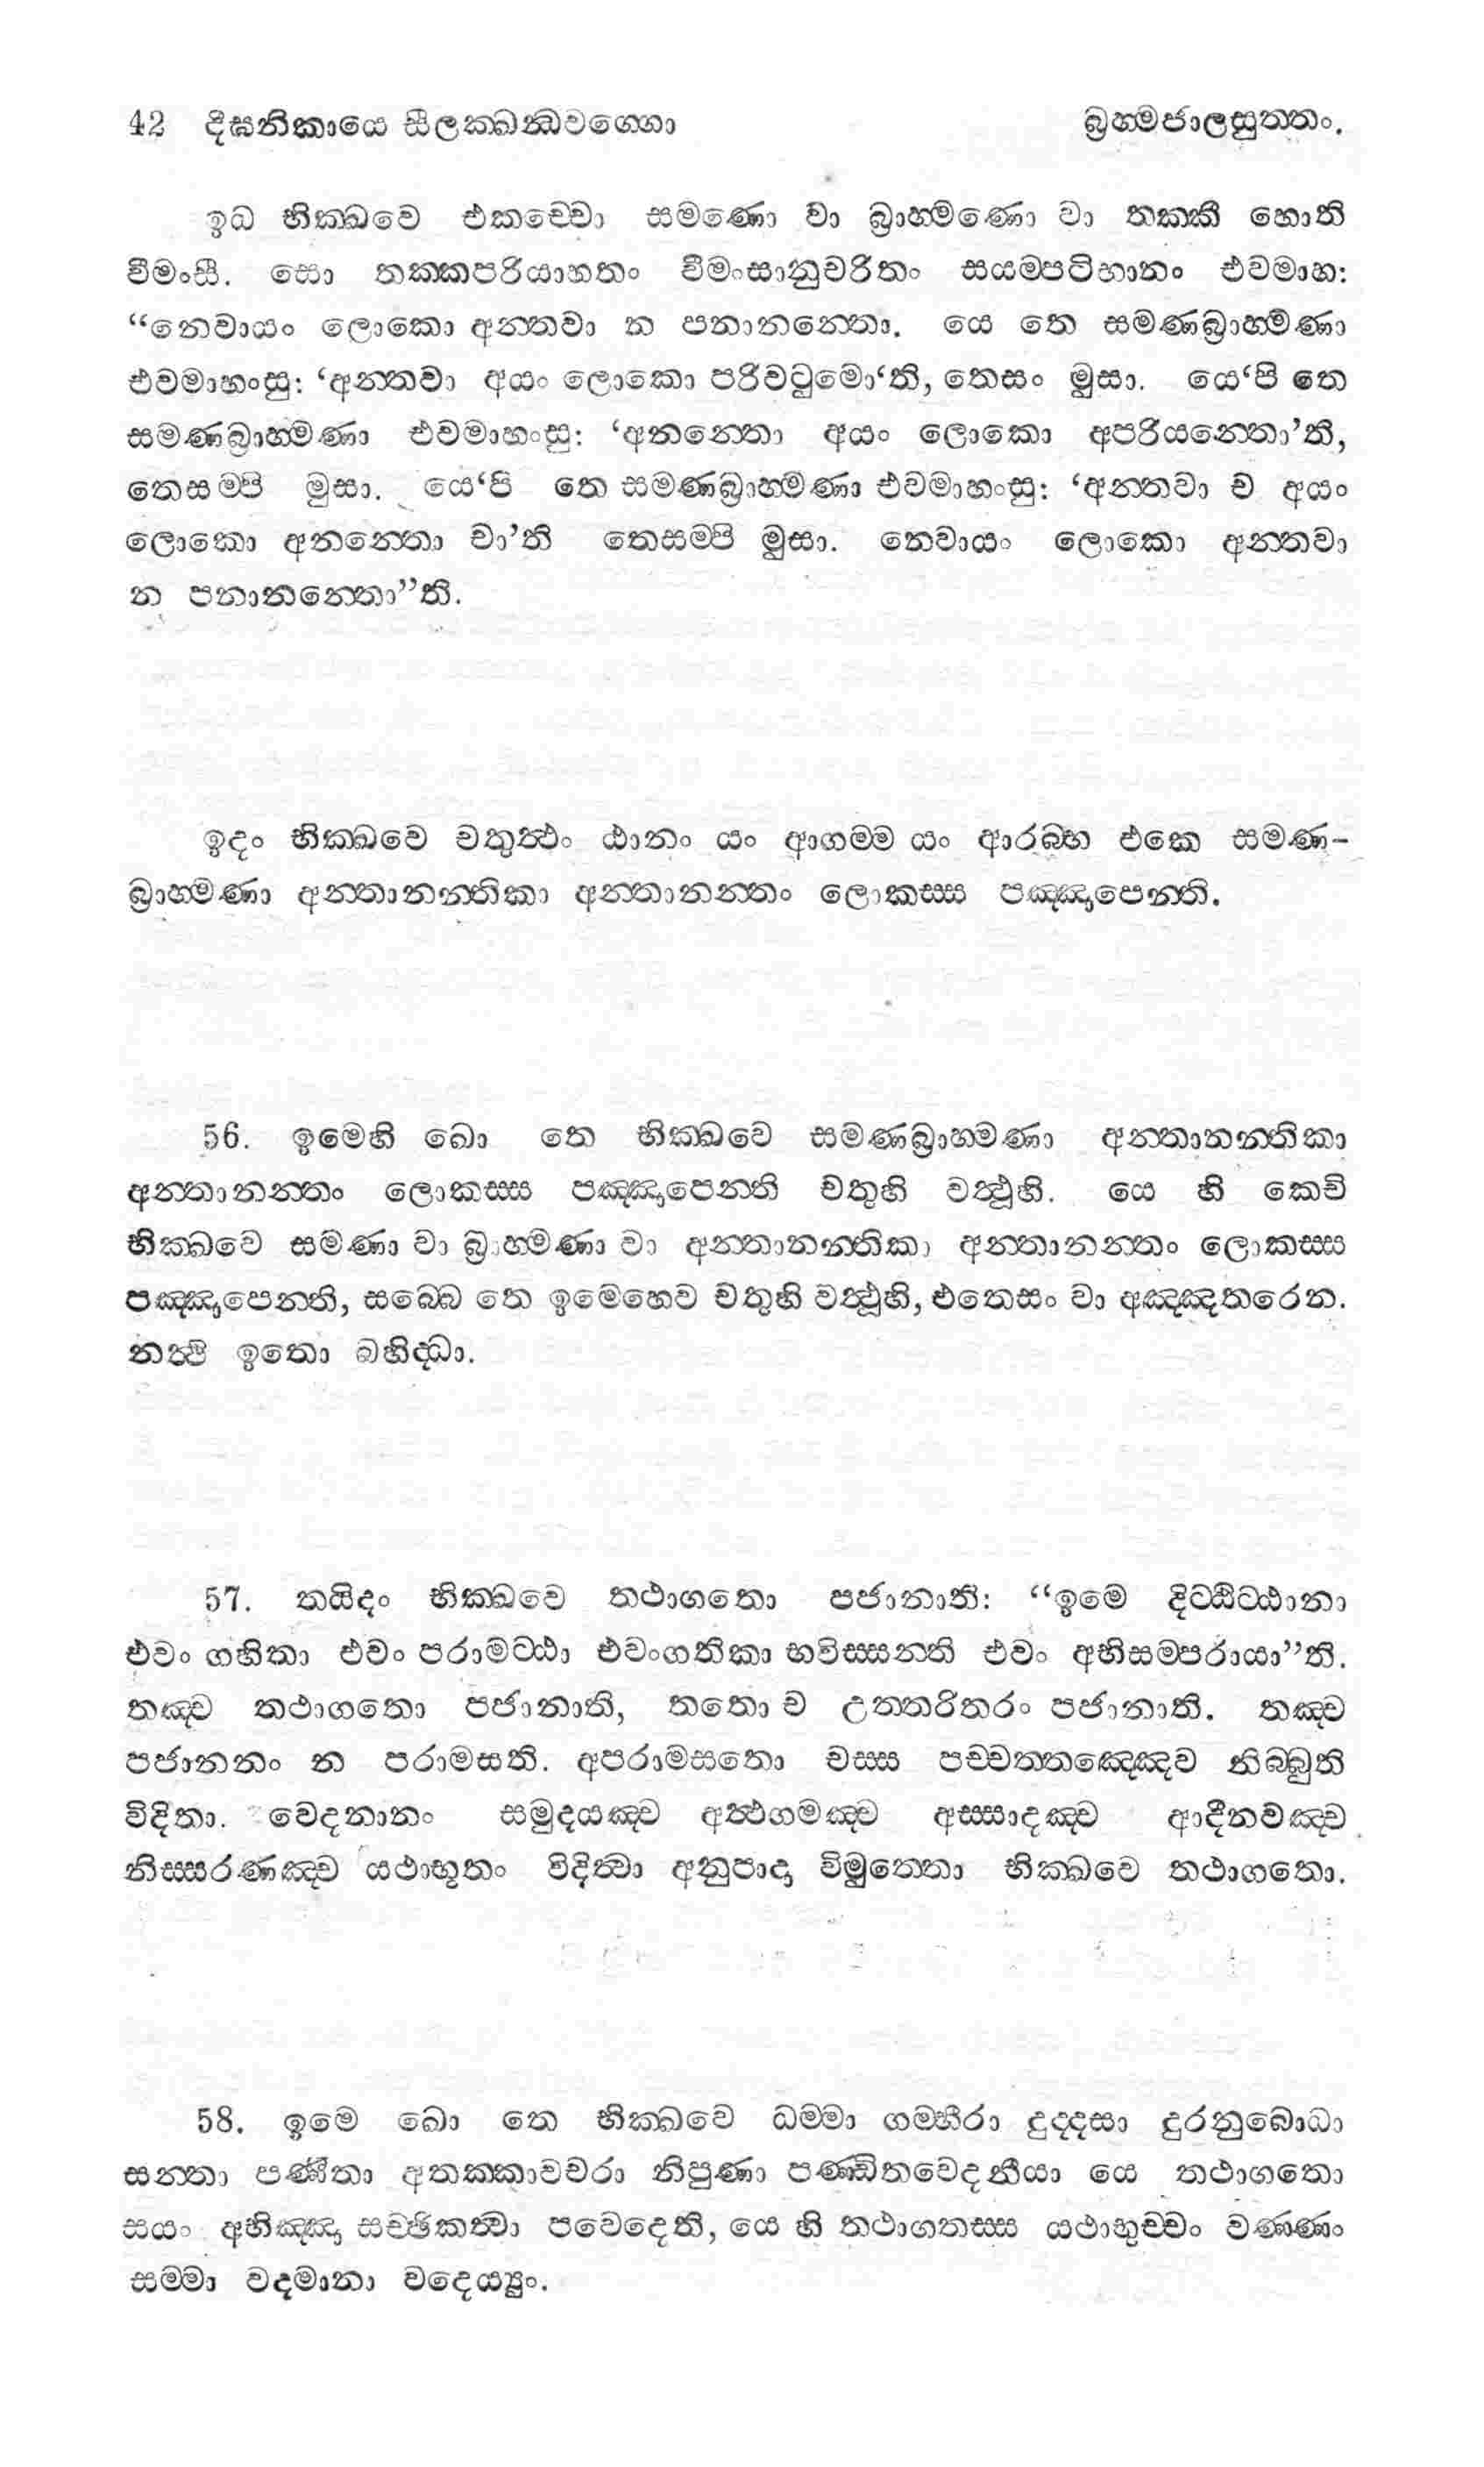 42 දීඝනිකායෙ සීලක්ඛන්ධවග්ගො බ්‍රහ්මජාලසුත්තං.
ඉධ භික්ඛවෙ එකච්චො සමණො වා බ්‍රාහ්මණො වා තක්කී හොති
වීමංසී. සො තක්කපරියාහතං වීමංසානුචරිතං සයම්පටිභානං එවමාහ:
“නෙවායං ලොකො අන්තවා න පනානන්තො. යෙ තෙ සමණබ්‍රාහ්මණා
එවමාහංසු: ‘අන්තවා අයං ලොකො පරිවටුමො‘ති, තෙසං මුසා. යෙ‘පි තෙ
සමණබ්‍රාහ්මණා එවමාහංසු: ‘අනන්තො අයං ලොකො අපරියන්තො’ති,
තෙසම්පි මුසා. යෙ‘පි තෙ සමණබ්‍රාහ්මණා එවමාහංසු: ‘අන්තවා ච අයං
ලොකො අනන්තො චා’ති තෙසම්පි මුසා. නෙවායං ලොකො අන්තවා
න පනානන්තො”ති.
ඉදං භික්ඛවෙ චතුත්ථං ඨානං යං ආගම්ම යං ආරබ්භ එකෙ සමණ-
බ්‍රාහ්මණා අන්තානන්තිකා අන්තානන්තං ලොකස්ස පඤ්ඤාපෙන්ති.
56. ඉමෙහි ඛො තෙ භික්ඛවෙ සමණබ්‍රාහ්මණා අන්තානන්තිකා
අන්තානන්තං ලොකස්ස පඤ්ඤාපෙන්ති චතුහි වත්ථූහි. යෙ හි කෙචි
භික්ඛවෙ සමණා වා බ්‍රාහ්මණා වා අන්තානන්තිකා අන්තානන්තං ලොකස්ස
පඤ්ඤාපෙන්ති, සබ්බෙ තෙ ඉමෙහෙව චතුහි වත්ථූහි, එතෙසං වා අඤ්ඤතරෙන.
නත්ථි ඉතො බහිද්ධා.
57. තයිදං භික්ඛවෙ තථාගතො පජානාති: “ඉමෙ දිට්ඨිට්ඨානා
එවං ගහිතා එවං පරාමට්ඨා එවංගතිකා භවිස්සන්ති එවං අභිසම්පරායා”ති.
තඤ්ච තථාගතො පජානාති, තතො ච උත්තරිතරං පජානාති. තඤ්ච
පජානනං න පරාමසති. අපරාමසතො චස්ස පච්චත්තඤ්ඤෙව නිබ්බුති
විදිතා. වෙදනානං සමුදයඤ්ච අත්ථගමඤ්ච අස්සාදඤ්ච ආදීනවඤ්ච
නිස්සරණඤ්ච යථාභූතං විදිත්වා අනුපාදා විමුත්තො භික්ඛවෙ තථාගතො.
58. ඉමෙ ඛො තෙ භික්ඛවෙ ධම්මා ගම්භීරා දුද්දසා දුරනුබොධා
සන්තා පණීතා අතක්කාවචරා නිපුණා පණ්ඩිතවෙදනීයා යෙ තථාගතො
සයං අභිඤ්ඤා සච්ඡිකත්වා පවෙදෙති, යෙ හි තථාගතස්ස යථාභුච්චං වණ්ණං
සම්මා වදමානා වදෙය්‍යුං.